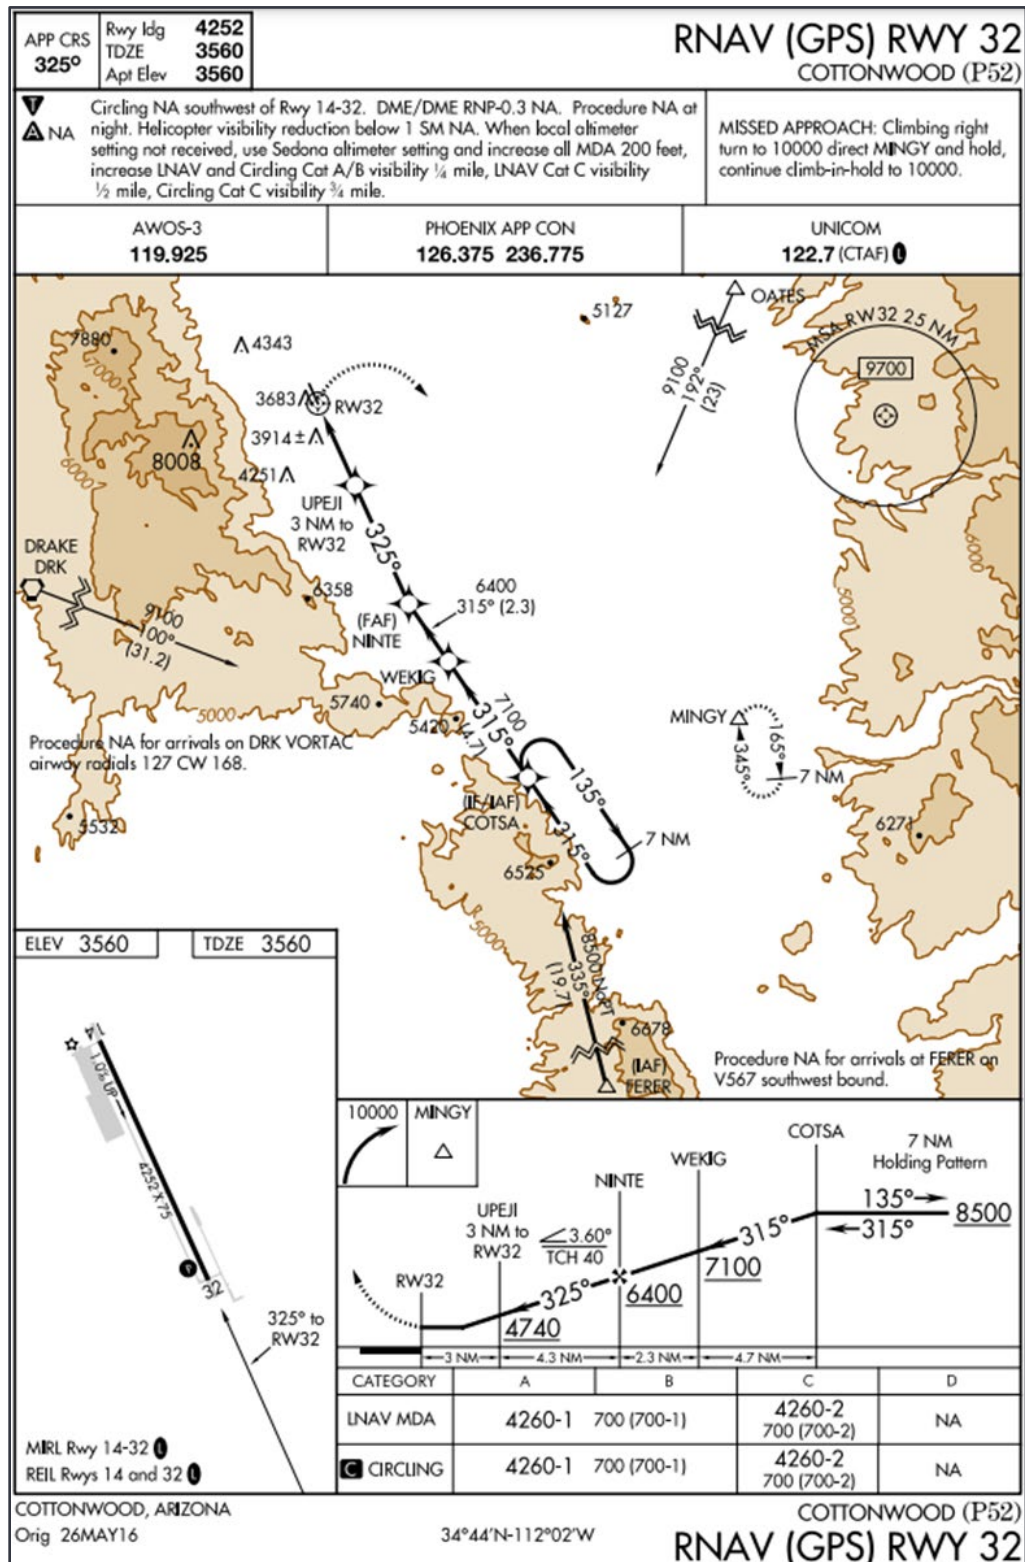 APP CRS
325°
Rwy ldg 4252
TDZE 3560
Apt Elev 3560
RNAV (GPS) RWY 32
COTTONWOOD (P52)
T
A NA
Circling NA southwest of Rwy 14-32. DME/DME RNP-0.3 NA. Procedure NA at
night. Helicopter visibility reduction below 1 SM NA. When local altimeter
setting not received, use Sedona altimeter setting and increase all MDA 200 feet,
increase LNAV and Circling Cat A/B visibility ¼ mile, LNAV Cat C visibility
½ mile, Circling Cat C visibility ¾ mile.
MISSED APPROACH: Climbing right
turn to 10000 direct MINGY and hold,
continue climb-in-hold to 10000.
AWOS-3
119.925
PHOENIX APP CON
126.375 236.775
UNICOM
122.7 (CTAF) L
7880
7000
4343
5127
OATES
9100
192°
(23)
MSA RW32 25 NM
9700
3683
RW32
3914±
8008
6000
4251
UPEJI
3 NM to
RW32
325°
DRAKE
DRK
9100
100°
(31.2)
6358
(FAF)
NINTE
6400
315° (2.3)
6000
5000
WEKIG
5740
5000
5420
7100
315°
(4.7)
MINGY
165°
345°
7 NM
Procedure NA for arrivals on DRK VORTAC
airway radials 127 CW 168.
5532
(IF/IAF)
COTSA
135°
315°
7 NM
6525
6271
5000
8500 NoPT
335°
(19.7)
6678
(IAF)
FERER
Procedure NA for arrivals at FERER on
V567 southwest bound.
ELEV 3560
TDZE 3560
14
1.0% UP
4252 X 75
32
325° to
RW32
MIRL Rwy 14-32 L
REIL Rwys 14 and 32 L
10000
MINGY
COTSA
7 NM
Holding Pattern
WEKIG
NINTE
135°
8500
315°
UPEJI
3 NM to
RW32
3.60°
TCH 40
315°
7100
RW32
325°
6400
4740
3 NM
4.3 NM
2.3 NM
4.7 NM
CATEGORY A B C D
LNAV MDA 4260-1 700 (700-1) 4260-2 700 (700-2) NA
C CIRCLING 4260-1 700 (700-1) 4260-2 700 (700-2) NA
COTTONWOOD, ARIZONA
Orig 26MAY16
34°44'N-112°02'W
COTTONWOOD (P52)
RNAV (GPS) RWY 32